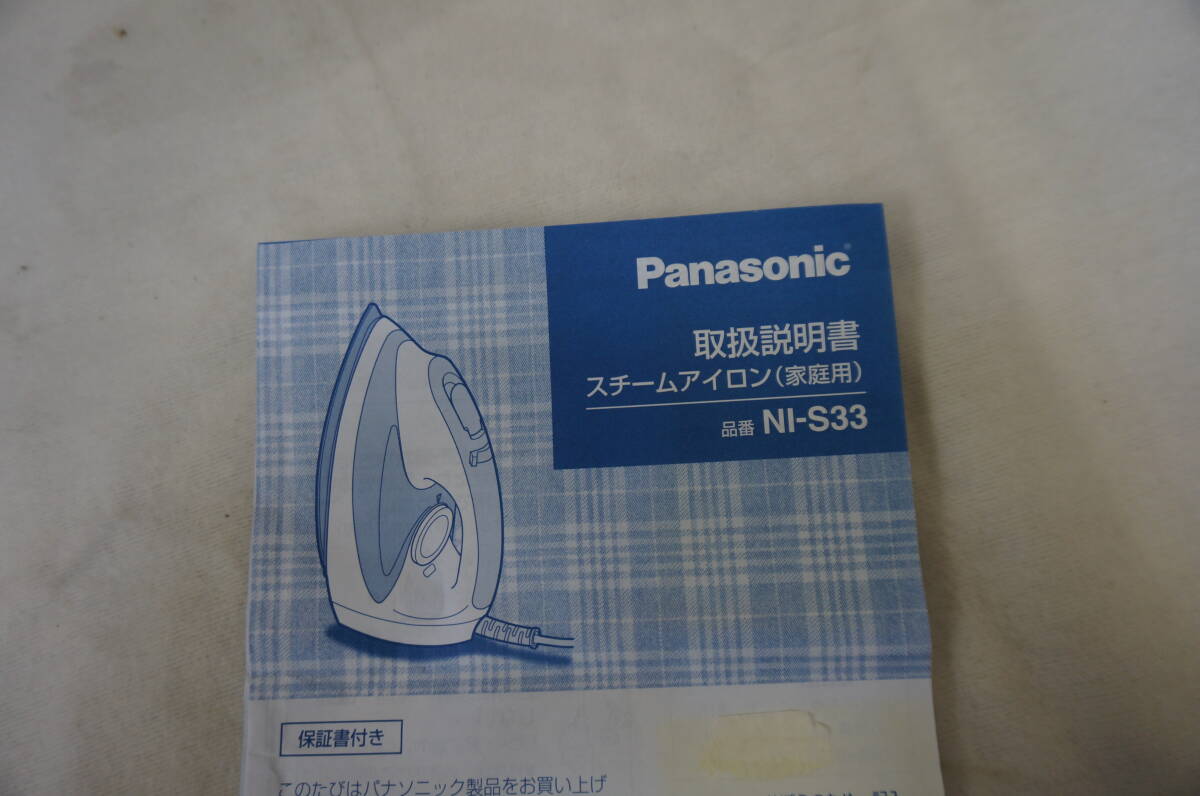 Panasonic
取扱説明書
スチームアイロン（家庭用）
品番 NI-S33
保証書付き
このたびはパナソニック製品をお買い上げ